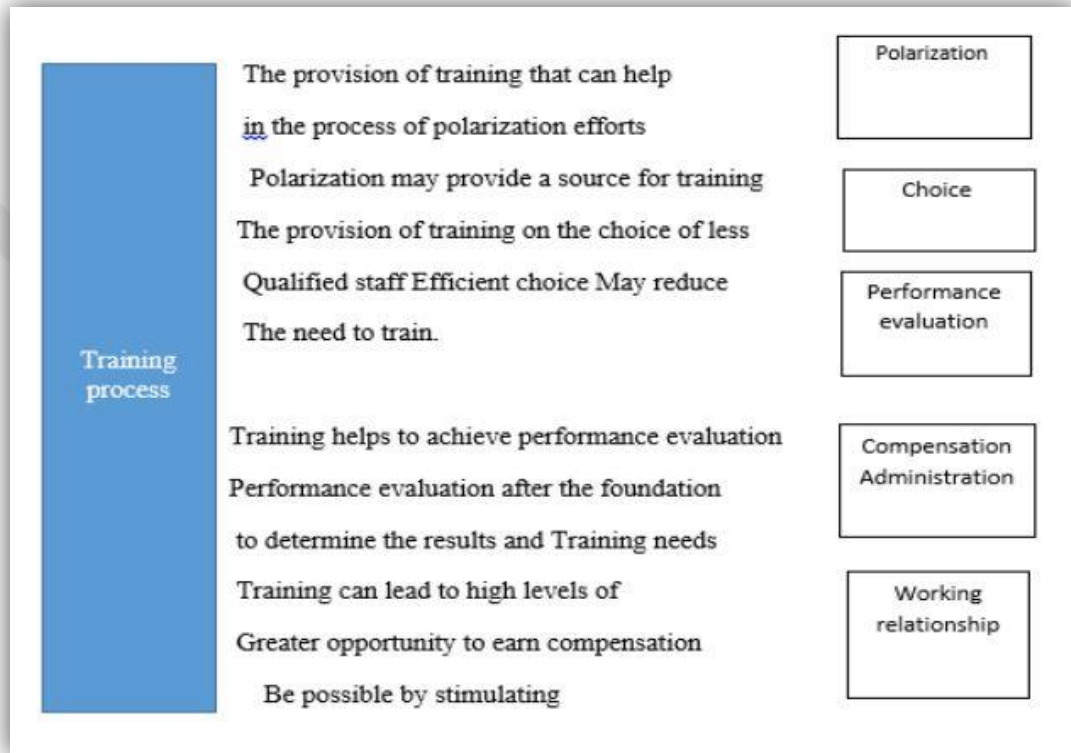 Training
process
The provision of training that can help
in the process of polarization efforts
Polarization may provide a source for training
The provision of training on the choice of less
Qualified staff Efficient choice May reduce
The need to train.
Training helps to achieve performance evaluation
Performance evaluation after the foundation
to determine the results and Training needs
Training can lead to high levels of
Greater opportunity to earn compensation
Be possible by stimulating
Polarization
Choice
Performance
evaluation
Compensation
Administration
Working
relationship